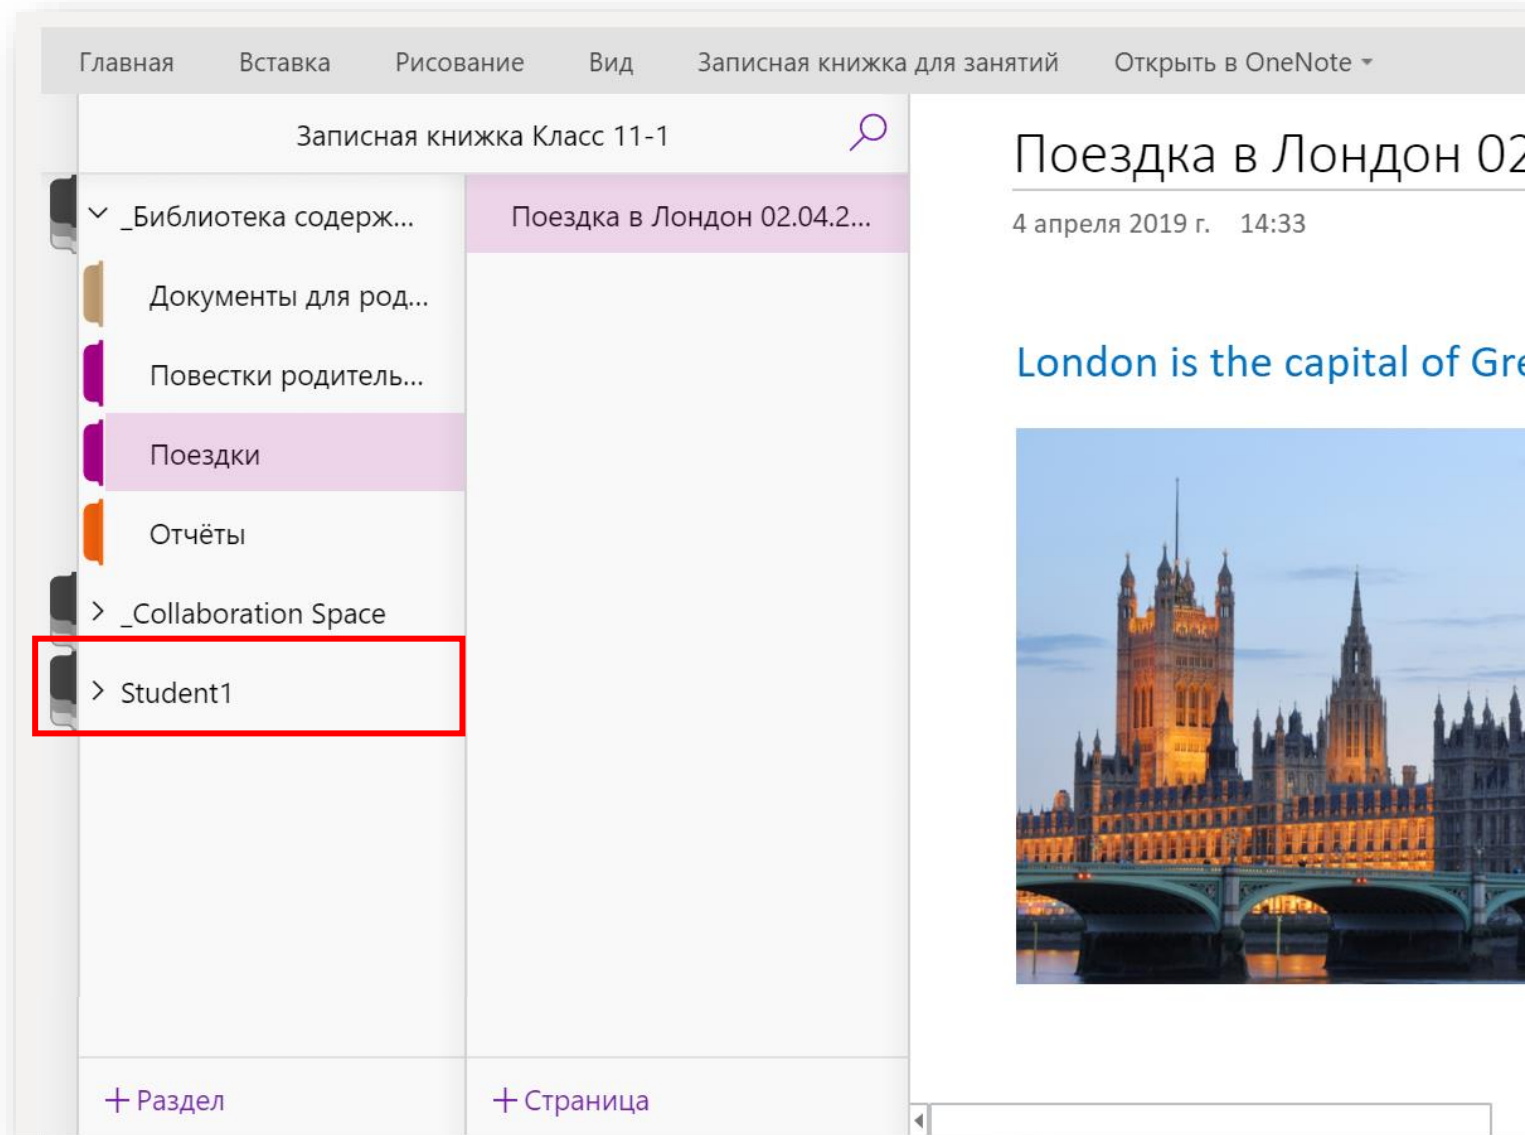 Главная Вставка Рисование Вид Записная книжка для занятий Открыть в OneNote
Записная книжка Класс 11-1
_Библиотека содерж...
Документы для род...
Повестки родитель...
Поездки
Отчёты
_Collaboration Space
Student1
+ Раздел
Поездка в Лондон 02.04.2...
+ Страница
Поездка в Лондон 02
4 апреля 2019 г. 14:33
London is the capital of Gre